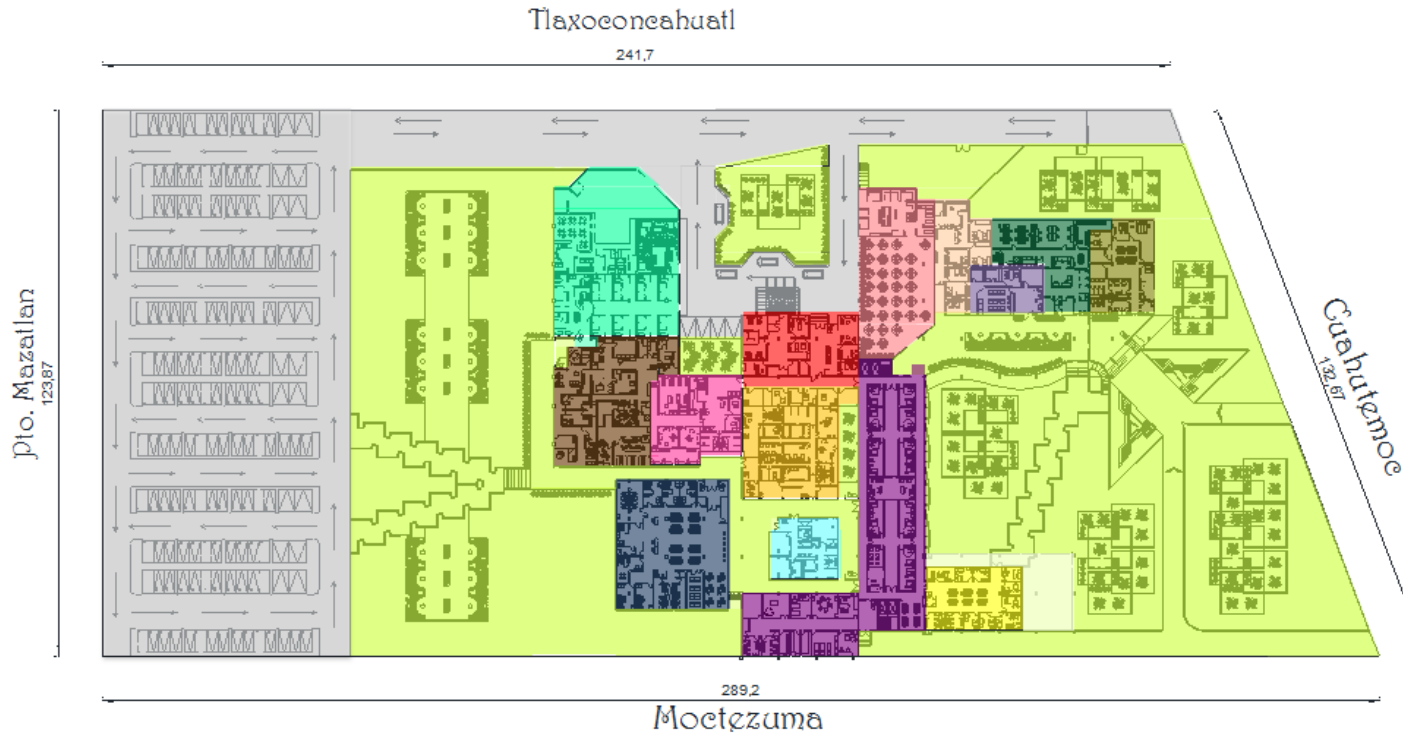 Tlaxoconcahuatl
241,7
Pto. Mazatlan
123,87
Cuahutemoc
132,67
289,2
Moctezuma